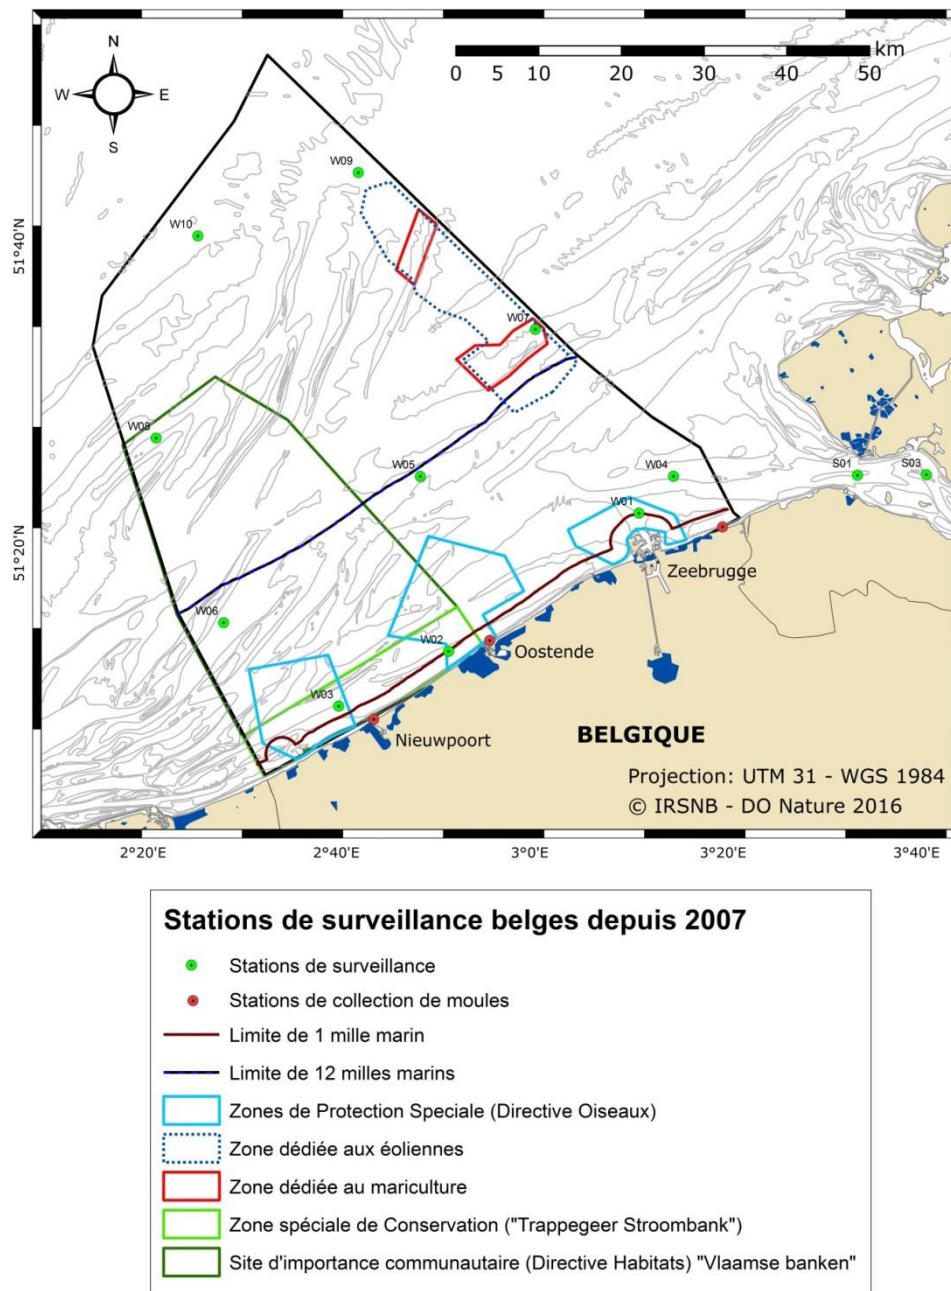 N
W E
S
km
0 5 10 20 30 40 50
W09
W10
51°40'N
W07
W08
W05
W04
S01
S03
W01
51°20'N
Zeebrugge
W06
W02
Oostende
W03
Nieuwpoort
BELGIQUE
Projection: UTM 31 - WGS 1984
© IRSNB - DO Nature 2016
2°20'E 2°40'E 3°0'E 3°20'E 3°40'E
Stations de surveillance belges depuis 2007
Stations de surveillance
Stations de collection de moules
Limite de 1 mille marin
Limite de 12 milles marins
Zones de Protection Speciale (Directive Oiseaux)
Zone dédiée aux éoliennes
Zone dédiée au mariculture
Zone spéciale de Conservation ("Trappegeer Stroombank")
Site d'importance communautaire (Directive Habitats) "Vlaamse banken"